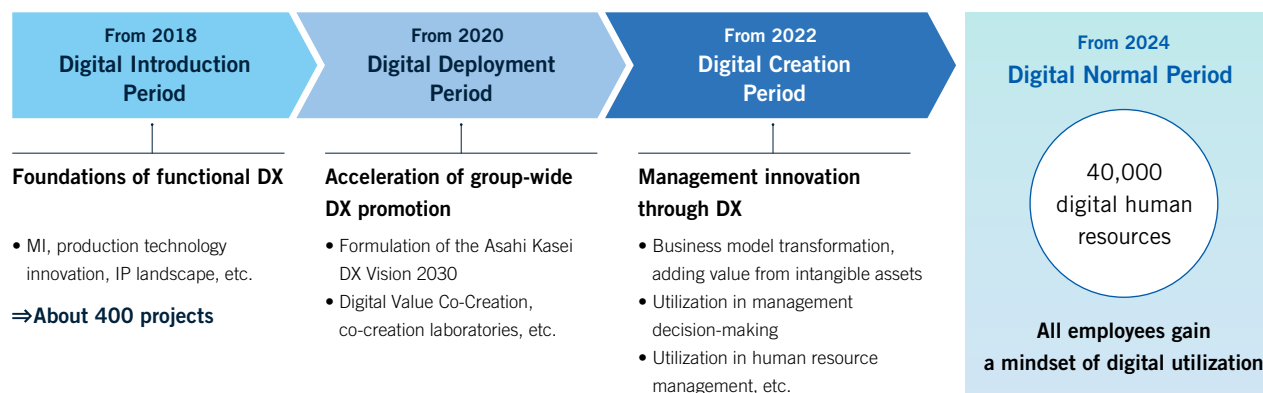 From 2018
Digital Introduction
Period
From 2020
Digital Deployment
Period
From 2022
Digital Creation
Period
From 2024
Digital Normal Period
Foundations of functional DX
• MI, production technology
innovation, IP landscape, etc.
⇒About 400 projects
Acceleration of group-wide
DX promotion
• Formulation of the Asahi Kasei
DX Vision 2030
• Digital Value Co-Creation,
co-creation laboratories, etc.
Management innovation
through DX
• Business model transformation,
adding value from intangible assets
• Utilization in management
decision-making
• Utilization in human resource
management, etc.
40,000
digital human
resources
All employees gain
a mindset of digital utilization